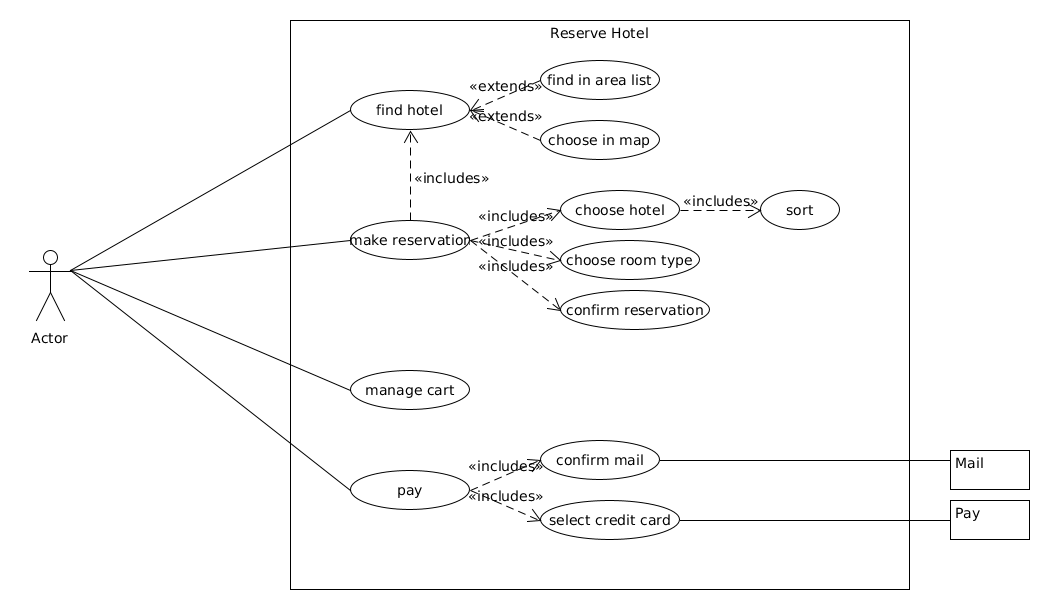 Reserve Hotel
find in area list
«extends»
find hotel
«extends»
choose in map
«includes»
choose hotel
«includes»
sort
«includes»
make reservation
«includes»
choose room type
«includes»
confirm reservation
Actor
manage cart
confirm mail
«includes»
Mail
pay
«includes»
select credit card
Pay